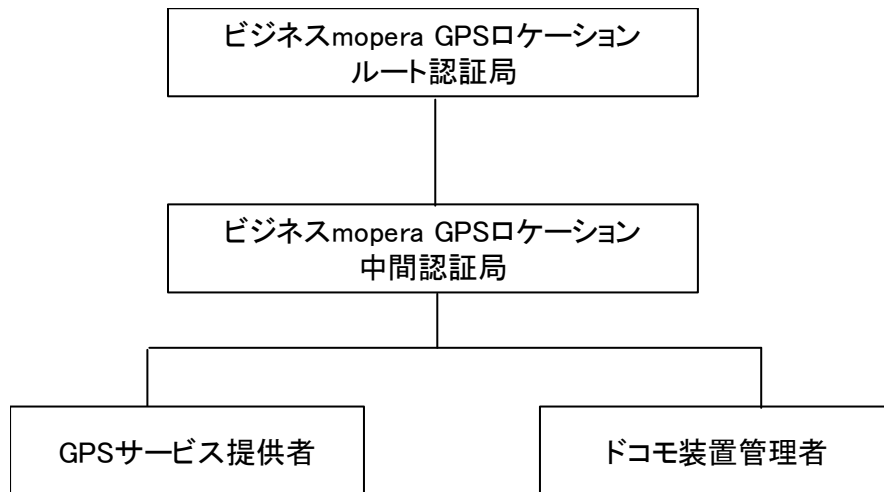 ビジネスmopera GPSロケーション
ルート認証局
ビジネスmopera GPSロケーション
中間認証局
GPSサービス提供者
ドコモ装置管理者